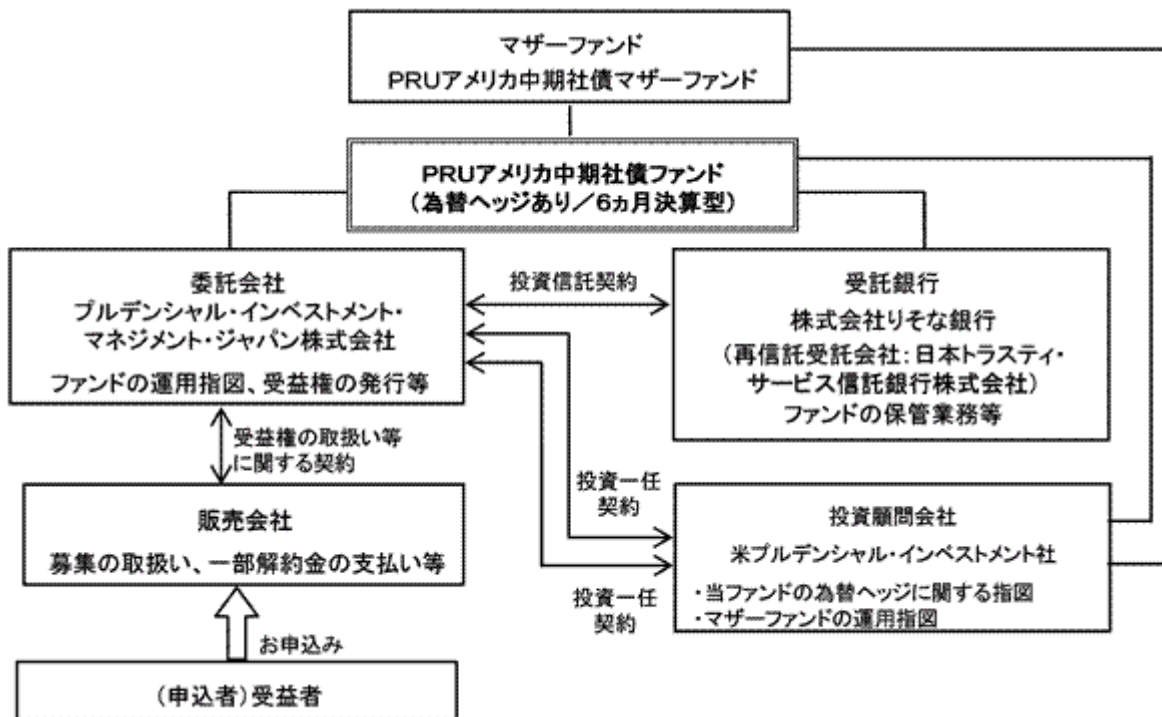 マザーファンド
PRUアメリカ中期社債マザーファンド
PRUアメリカ中期社債ファンド
(為替ヘッジあり/6ヵ月決算型)
委託会社
プルデンシャル・インベストメント・
マネジメント・ジャパン株式会社
ファンドの運用指図、受益権の発行等
投資信託契約
受託銀行
株式会社りそな銀行
(再信託受託会社:日本トラスティ・
サービス信託銀行株式会社)
ファンドの保管業務等
受益権の取扱い等
に関する契約
投資一任
契約
販売会社
募集の取扱い、一部解約金の支払い等
投資顧問会社
米プルデンシャル・インベストメント社
・当ファンドの為替ヘッジに関する指図
・マザーファンドの運用指図
投資一任
契約
お申込み
(申込者)受益者